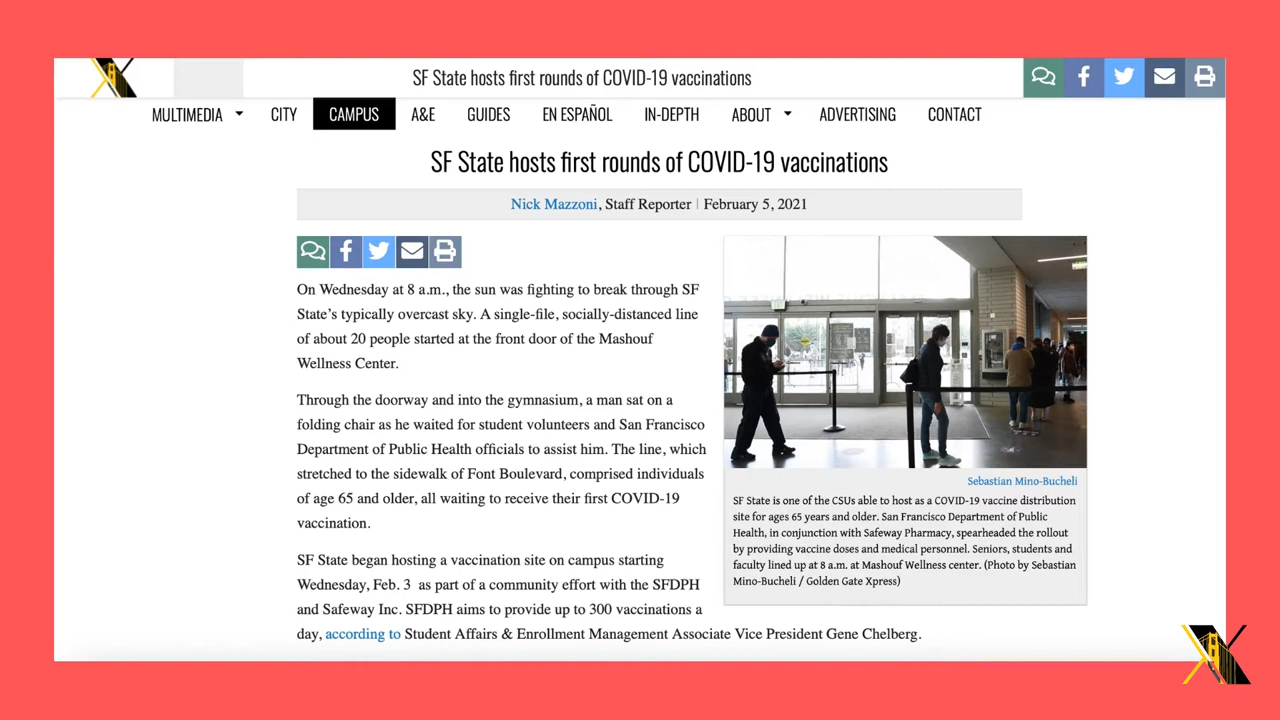 SF State hosts first rounds of COVID-19 vaccinations
MULTIMEDIA CITY CAMPUS A&E GUIDES EN ESPAÑOL IN-DEPTH ABOUT ADVERTISING CONTACT
SF State hosts first rounds of COVID-19 vaccinations
Nick Mazzoni, Staff Reporter | February 5, 2021
On Wednesday at 8 a.m., the sun was fighting to break through SF
State's typically overcast sky. A single-file, socially-distanced line
of about 20 people started at the front door of the Mashouf
Wellness Center.
Through the doorway and into the gymnasium, a man sat on a
folding chair as he waited for student volunteers and San Francisco
Department of Public Health officials to assist him. The line, which
stretched to the sidewalk of Font Boulevard, comprised individuals
of age 65 and older, all waiting to receive their first COVID-19
vaccination.
SF State began hosting a vaccination site on campus starting
Wednesday, Feb. 3 as part of a community effort with the SFDPH
and Safeway Inc. SFDPH aims to provide up to 300 vaccinations a
day, according to Student Affairs & Enrollment Management Associate Vice President Gene Chelberg.
Sebastian Mino-Bucheli
SF State is one of the CSUs able to host as a COVID-19 vaccine distribution
site for ages 65 years and older. San Francisco Department of Public
Health, in conjunction with Safeway Pharmacy, spearheaded the rollout
by providing vaccine doses and medical personnel. Seniors, students and
faculty lined up at 8 a.m. at Mashouf Wellness center. (Photo by Sebastian
Mino-Bucheli / Golden Gate Xpress)